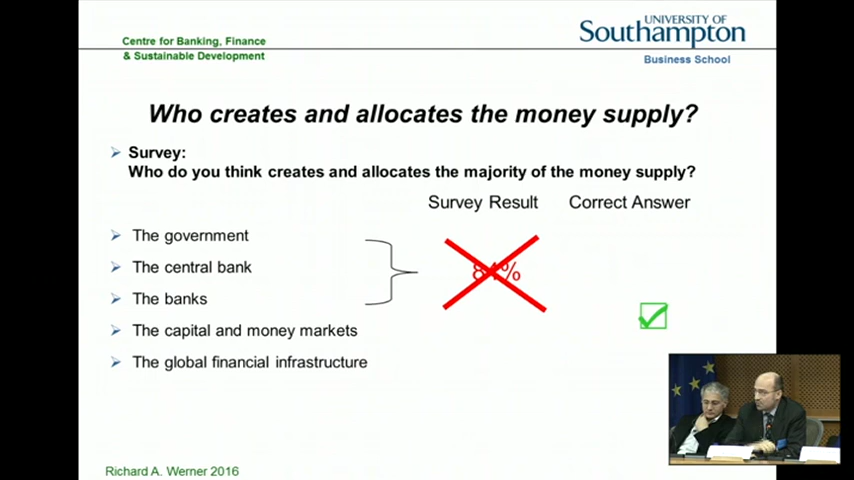 Centre for Banking, Finance
& Sustainable Development
UNIVERSITY OF
Southampton
Business School
Who creates and allocates the money supply?
Survey:
Who do you think creates and allocates the majority of the money supply?
Survey Result Correct Answer
The government
The central bank
The banks
The capital and money markets
The global financial infrastructure
Richard A. Werner 2016